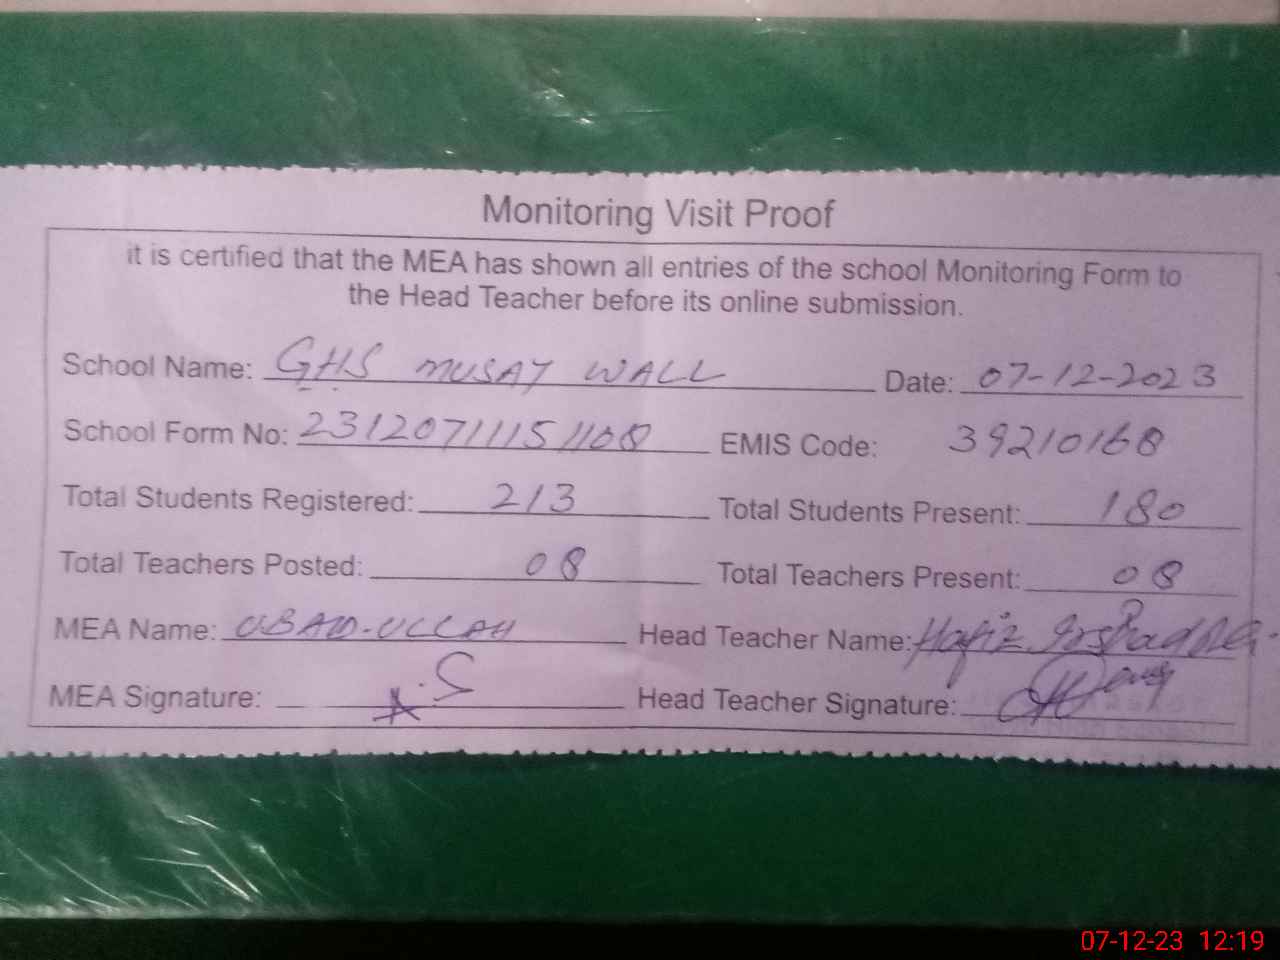 Monitoring Visit Proof
it is certified that the MEA has shown all entries of the school Monitoring Form to
the Head Teacher before its online submission.
School Name: GHS MUSAY WALL Date: 07-12-2023
School Form No: 231207111511108 EMIS Code: 39210168
Total Students Registered: 213 Total Students Present: 180
Total Teachers Posted: 08 Total Teachers Present: 08
MEA Name: UBAID-ULLAH Head Teacher Name: Hafiz Irshad
MEA Signature: Head Teacher Signature:
07-12-23 12:19